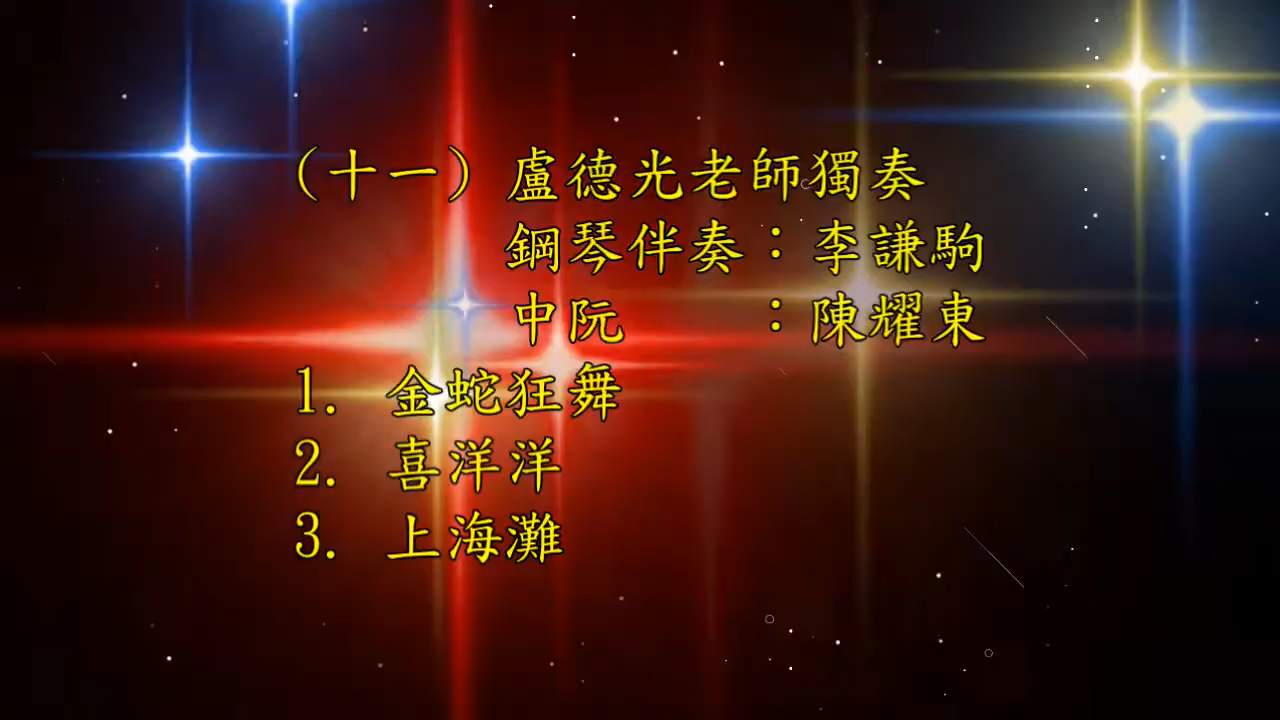 （十一）盧德光老師獨奏
鋼琴伴奏：李謙駒
中阮　　：陳耀東
1. 金蛇狂舞
2. 喜洋洋
3. 上海灘